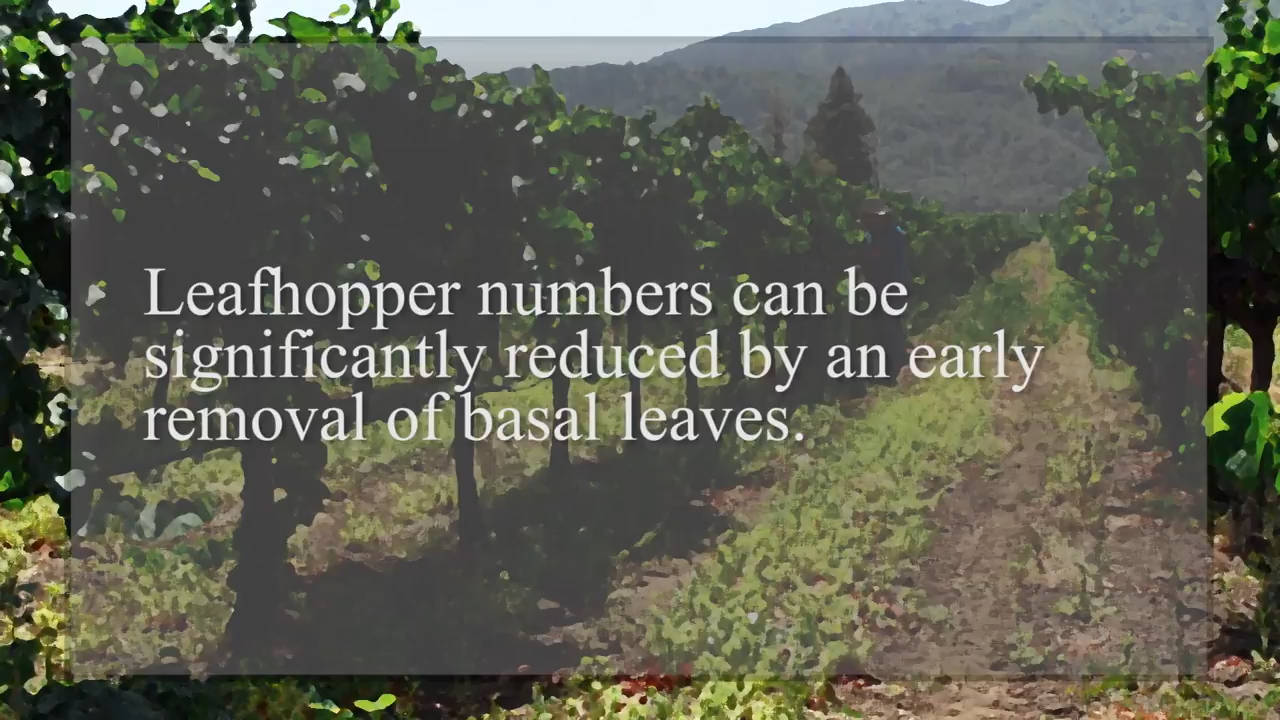 Leafhopper numbers can be
significantly reduced by an early
removal of basal leaves.